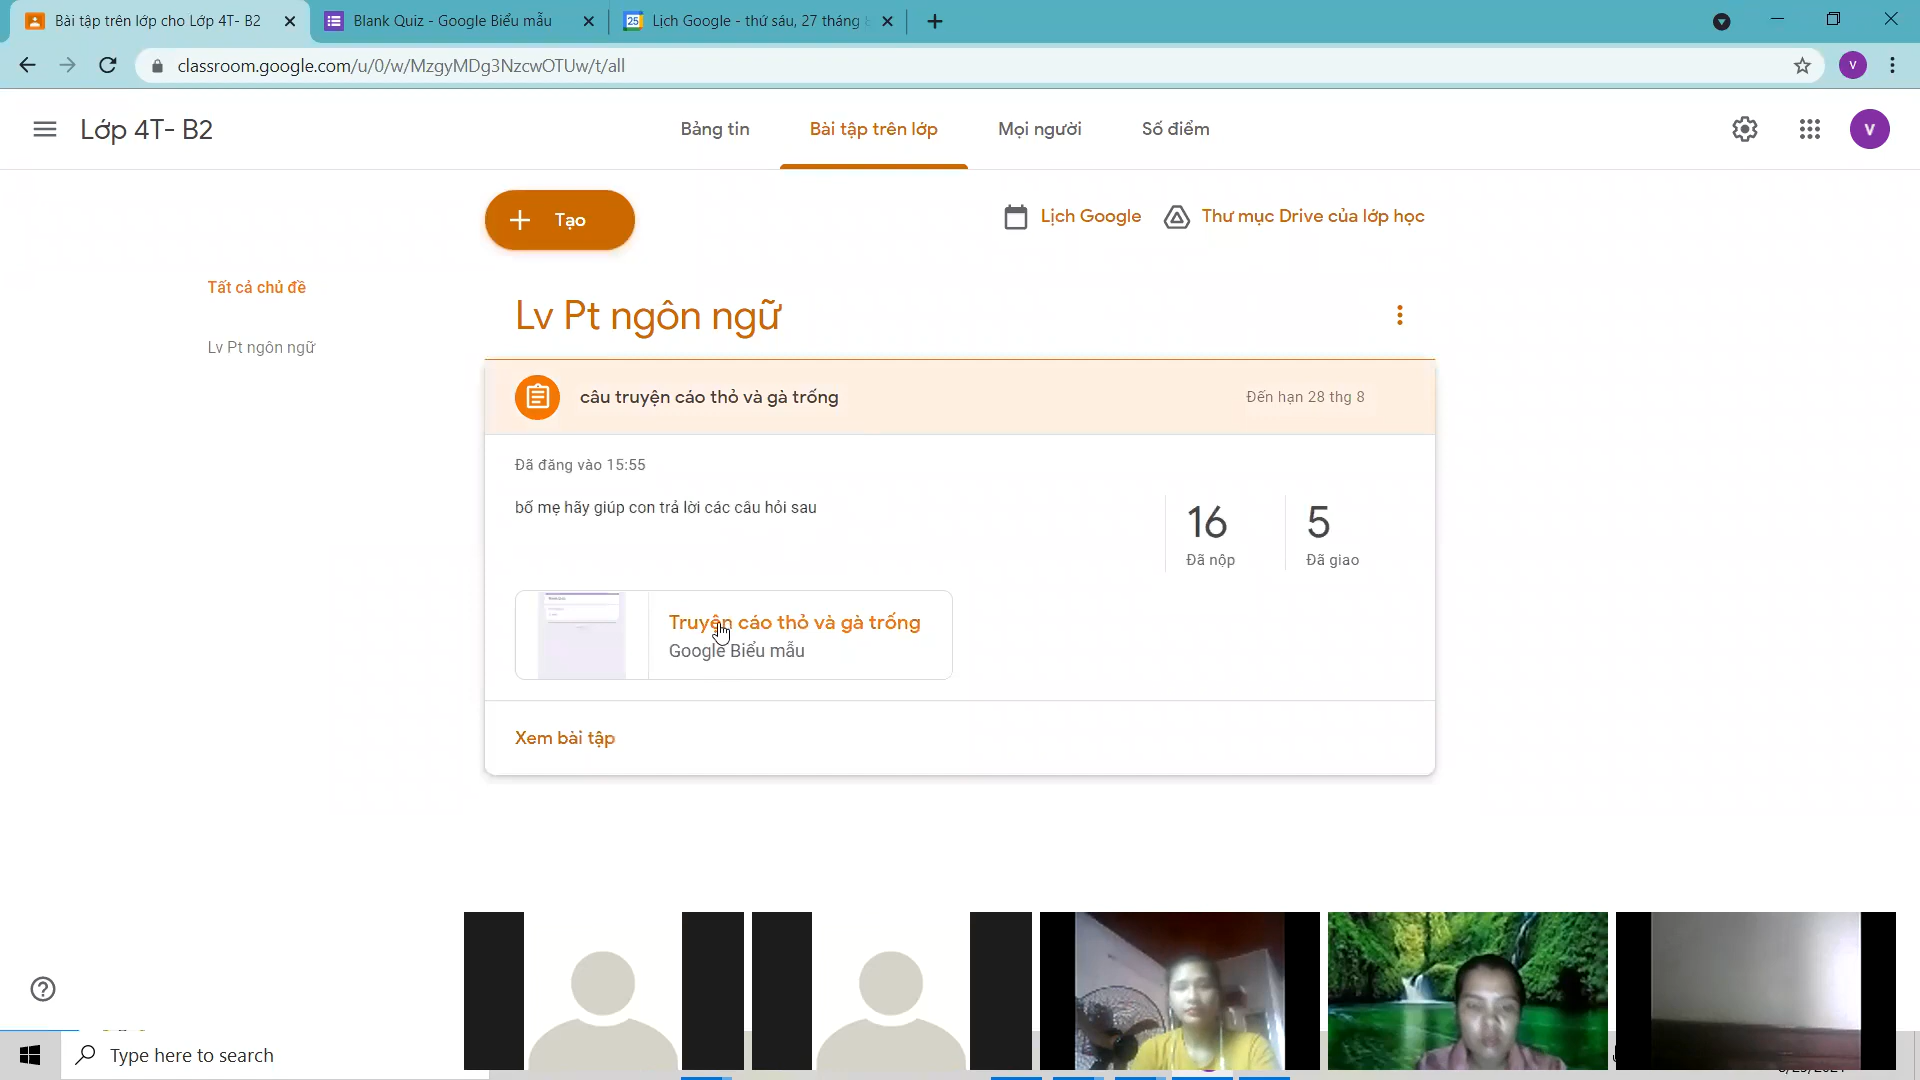 Bài tập trên lớp cho Lớp 4T- B2
Blank Quiz - Google Biểu mẫu
25
Lịch Google - thứ sáu, 27 tháng
classroom.google.com/u/0/w/MzgyMDg3NzcwOTUw/t/all
V
Lớp 4T- B2
Bảng tin
Bài tập trên lớp
Mọi người
Số điểm
V
Tạo
Lịch Google
Thư mục Drive của lớp học
Tất cả chủ đề
Lv Pt ngôn ngữ
Lv Pt ngôn ngữ
câu truyện cáo thỏ và gà trống
Đến hạn 28 thg 8
Đã đăng vào 15:55
bố mẹ hãy giúp con trả lời các câu hỏi sau
16
Đã nộp
5
Đã giao
Truyện cáo thỏ và gà trống
Google Biểu mẫu
Xem bài tập
Type here to search